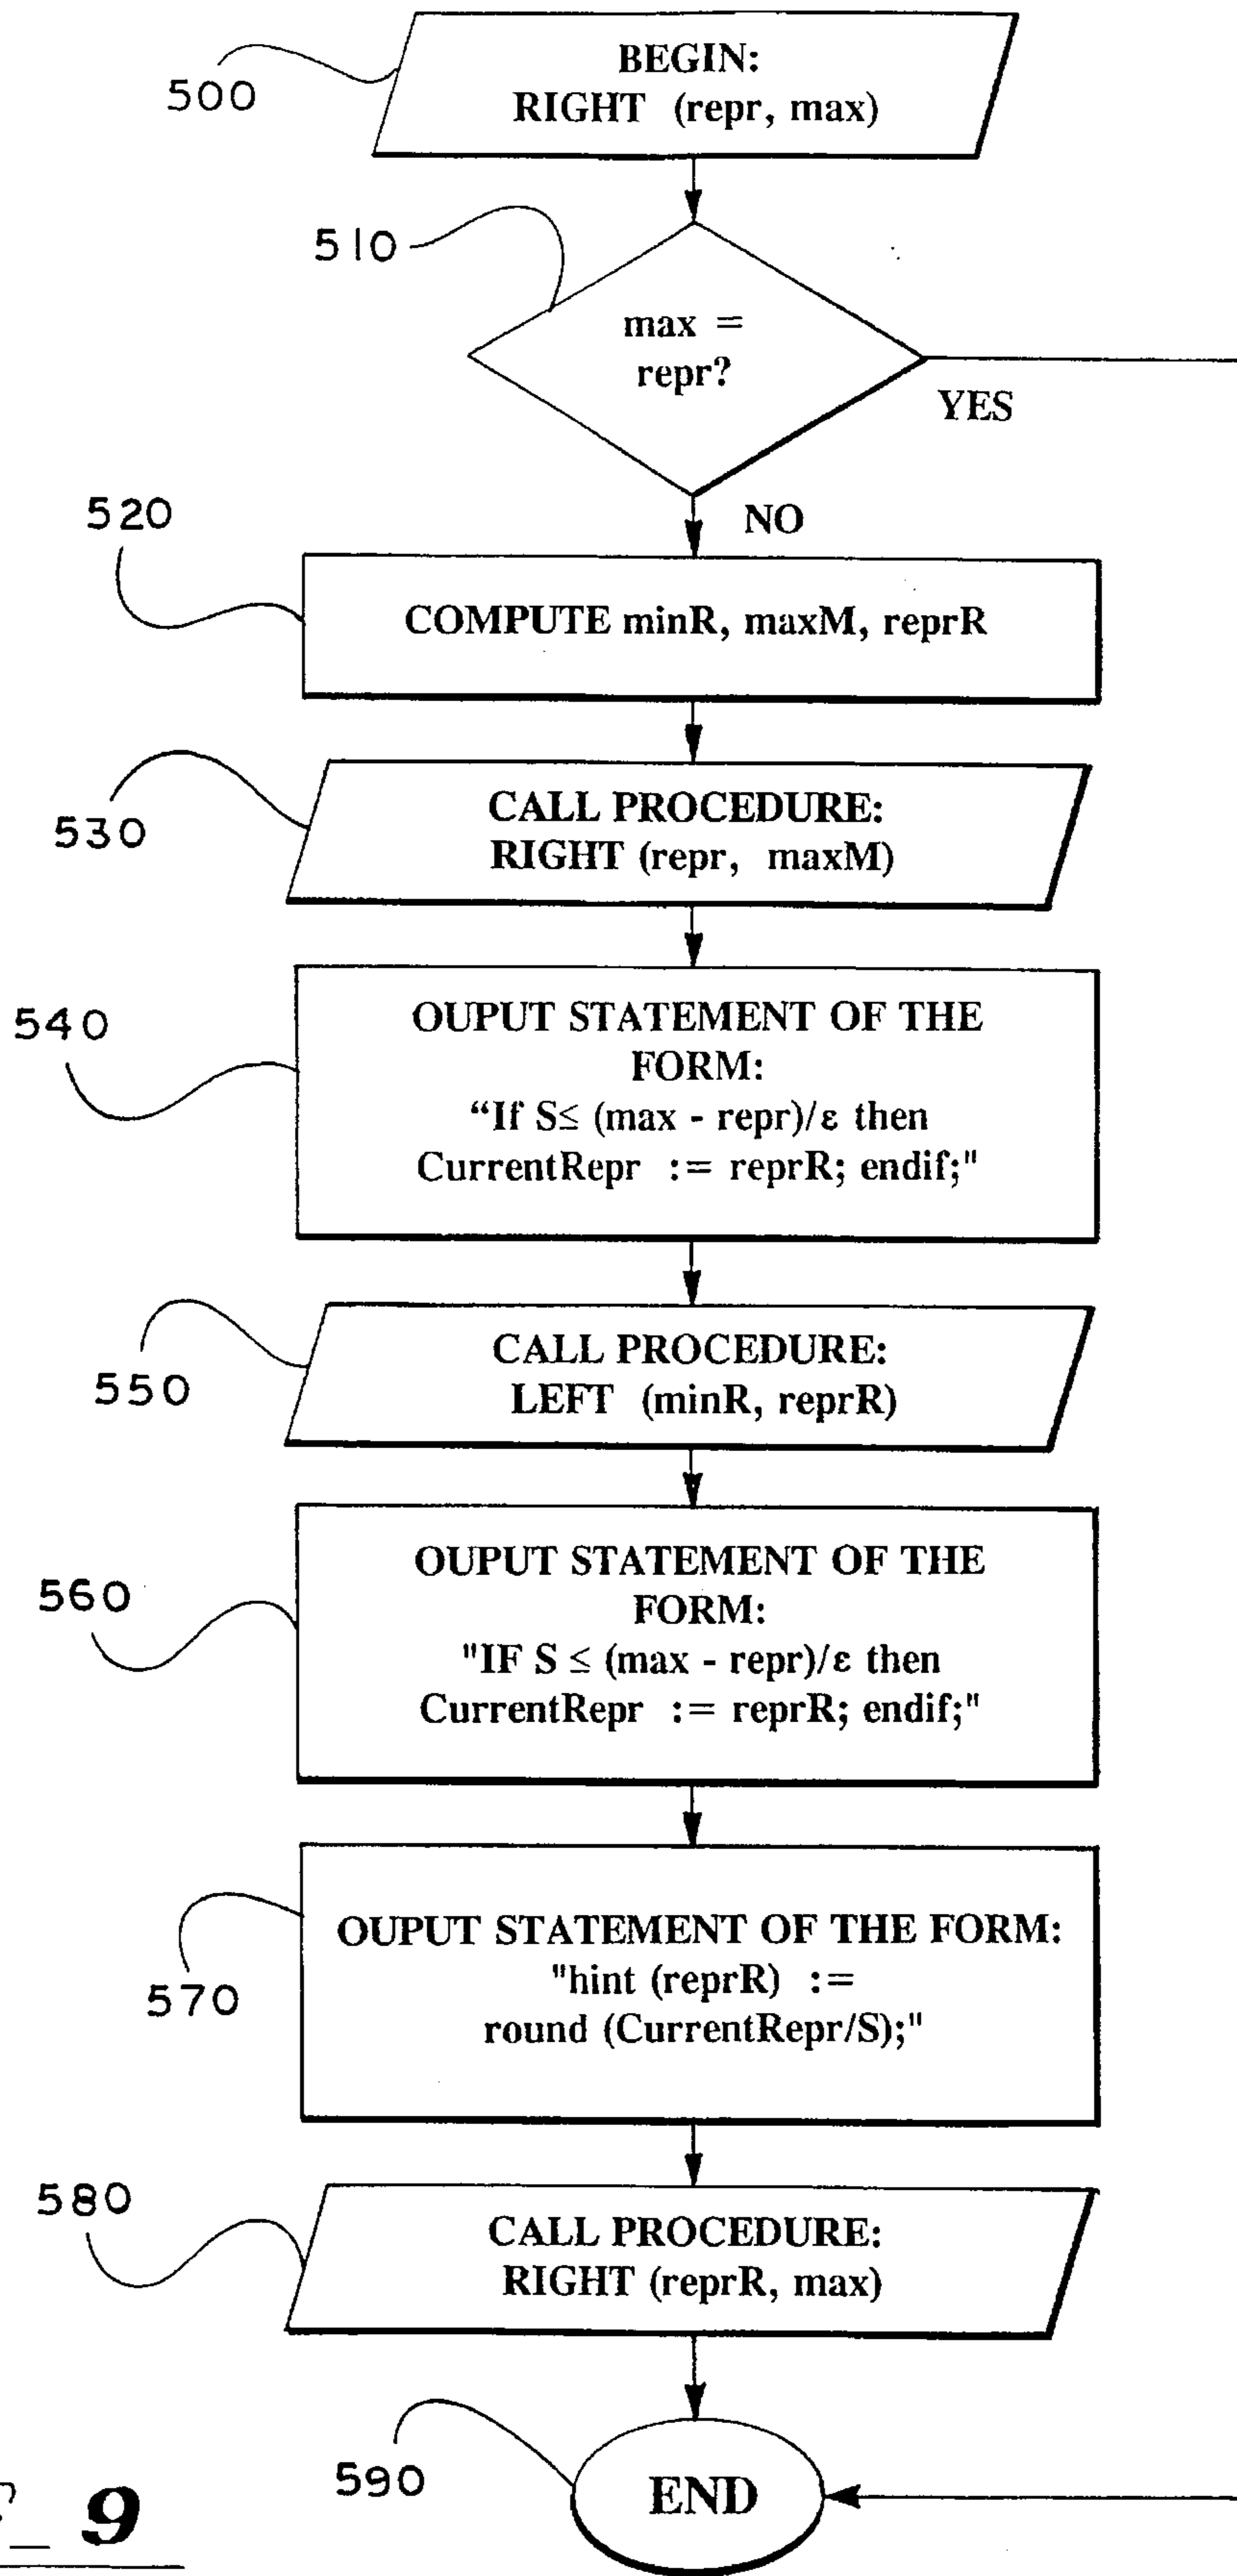 BEGIN:
RIGHT (repr, max)
500
510
max =
repr?
YES
NO
520
COMPUTE minR, maxM, reprR
530
CALL PROCEDURE:
RIGHT (repr, maxM)
540
OUPUT STATEMENT OF THE
FORM:
“If S≤ (max - repr)/ε then
CurrentRepr := reprR; endif;"
550
CALL PROCEDURE:
LEFT (minR, reprR)
560
OUPUT STATEMENT OF THE
FORM:
"IF S ≤ (max - repr)/ε then
CurrentRepr := reprR; endif;"
570
OUPUT STATEMENT OF THE FORM:
"hint (reprR) :=
round (CurrentRepr/S);"
580
CALL PROCEDURE:
RIGHT (reprR, max)
590
END
9